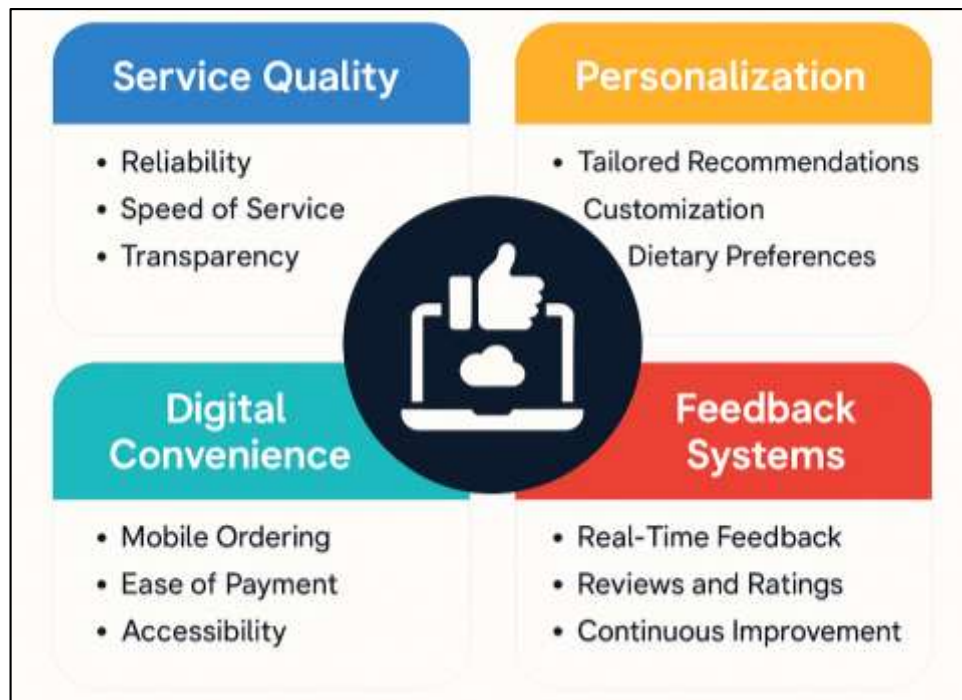 Service Quality
• Reliability
• Speed of Service
• Transparency
Personalization
• Tailored Recommendations
Customization
Dietary Preferences
Digital
Convenience
• Mobile Ordering
• Ease of Payment
• Accessibility
Feedback
Systems
• Real-Time Feedback
• Reviews and Ratings
• Continuous Improvement